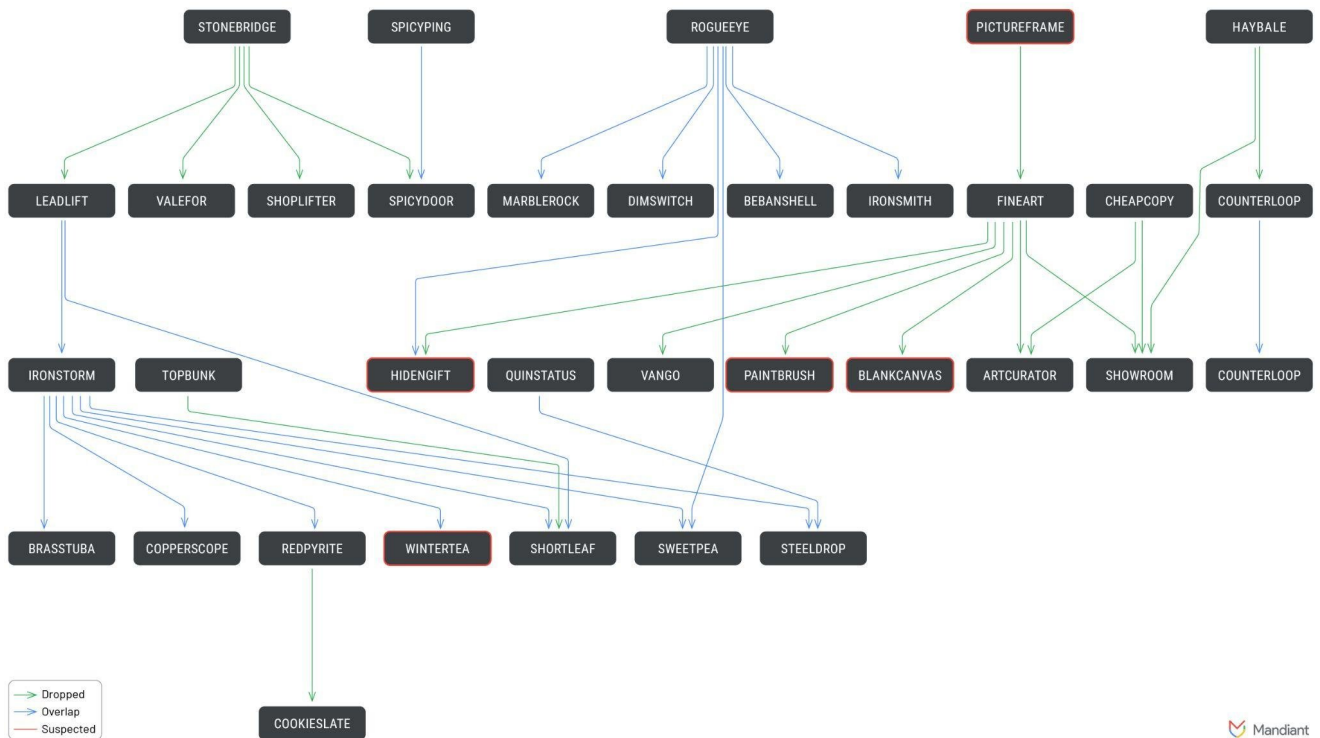 STONEBRIDGE
SPICYPING
ROGUEEYE
PICTUREFRAME
HAYBALE
LEADLIFT
VALEFOR
SHOPLIFTER
SPICYDOOR
MARBLEROCK
DIMSWITCH
BEBANSHELL
IRONSMITH
FINEART
CHEAPCOPY
COUNTERLOOP
IRONSTORM
TOPBUNK
HIDENGIFT
QUINSTATUS
VANGO
PAINTBRUSH
BLANKCANVAS
ARTCURATOR
SHOWROOM
COUNTERLOOP
BRASSTUBA
COPPERSCOPE
REDPYRITE
WINTERTEA
SHORTLEAF
SWEETPEA
STEELDROP
COOKIESLATE
Dropped
Overlap
Suspected
Mandiant